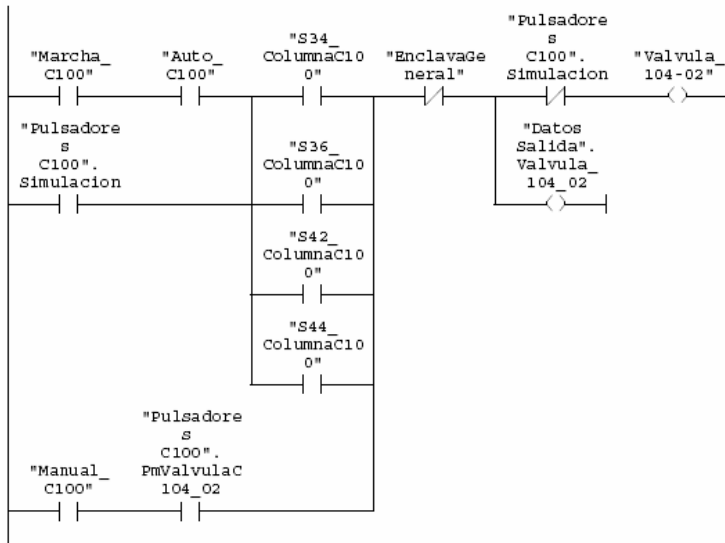 "Marcha_
C100"
"Auto_
C100"
"S34_
ColumnaC10
0"
"EnclavaGe
neral"
"Pulsadore
s
C100".
Simulacion
"Valvula_
104-02"
"Pulsadore
s
C100".
Simulacion
"S36_
ColumnaC10
0"
"Datos
Salida".
Valvula_
104_02
"S42_
ColumnaC10
0"
"S44_
ColumnaC10
0"
"Manual_
C100"
"Pulsadore
s
C100".
PmValvulaC
104_02